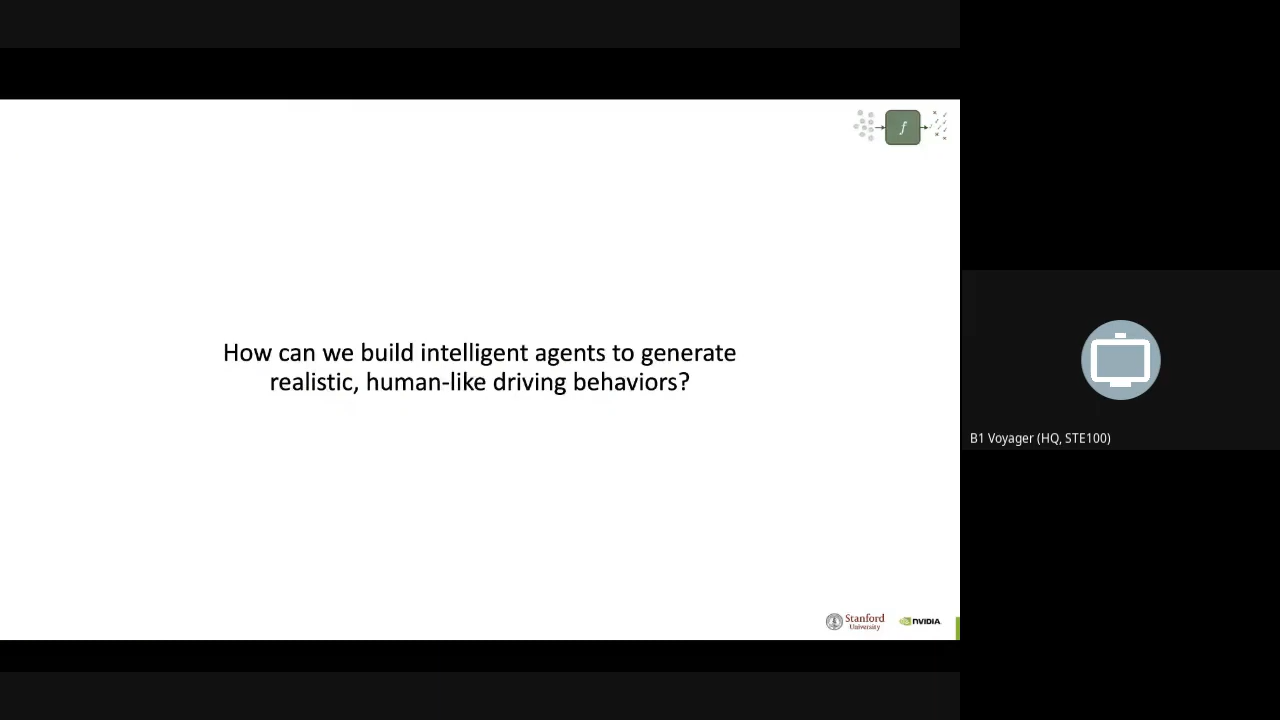 f
How can we build intelligent agents to generate
realistic, human-like driving behaviors?
B1 Voyager (HQ, STE100)
Stanford
University
NVIDIA